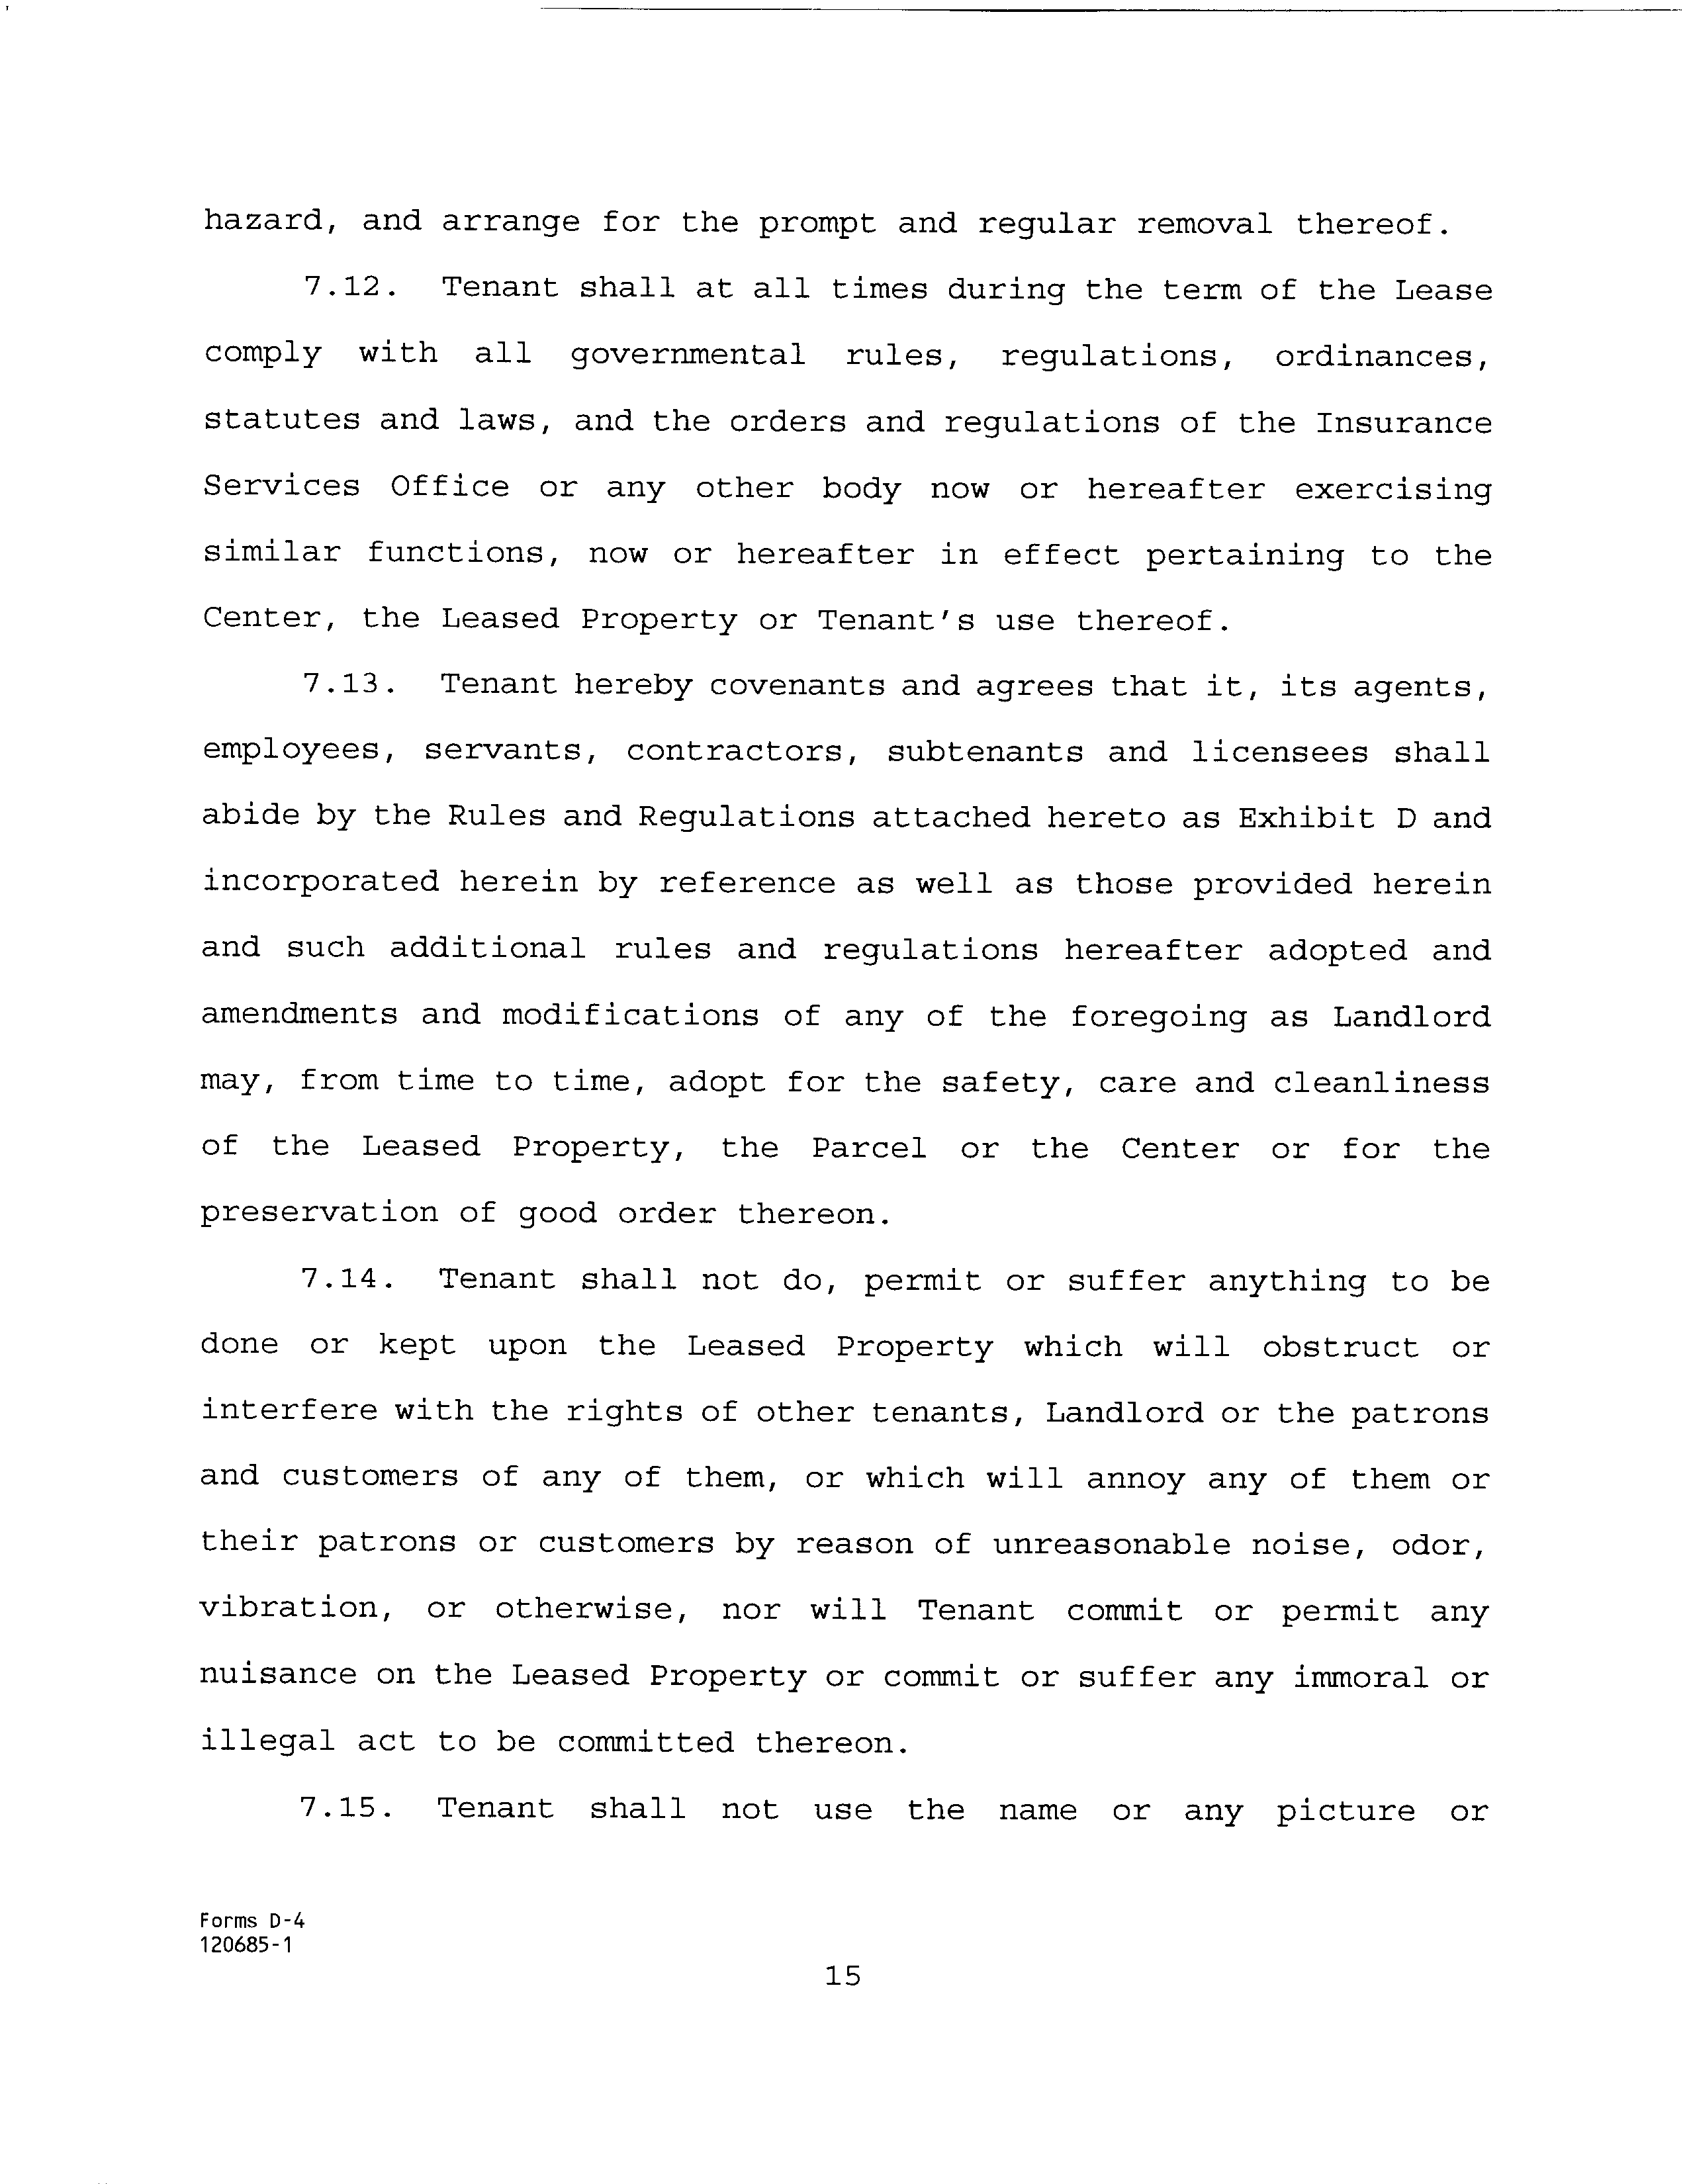 hazard, and arrange for the prompt and regular removal thereof.
7.12. Tenant shall at all times during the term of the Lease
comply with all governmental rules, regulations, ordinances,
statutes and laws, and the orders and regulations of the Insurance
Services Office or any other body now or hereafter exercising
similar functions, now or hereafter in effect pertaining to the
Center, the Leased Property or Tenant's use thereof.
7.13. Tenant hereby covenants and agrees that it, its agents,
employees, servants, contractors, subtenants and licensees shall
abide by the Rules and Regulations attached hereto as Exhibit D and
incorporated herein by reference as well as those provided herein
and such additional rules and regulations hereafter adopted and
amendments and modifications of any of the foregoing as Landlord
may, from time to time, adopt for the safety, care and cleanliness
of the Leased Property, the Parcel or the Center or for the
preservation of good order thereon.
7.14. Tenant shall not do, permit or suffer anything to be
done or kept upon the Leased Property which will obstruct or
interfere with the rights of other tenants, Landlord or the patrons
and customers of any of them, or which will annoy any of them or
their patrons or customers by reason of unreasonable noise, odor,
vibration, or otherwise, nor will Tenant commit or permit any
nuisance on the Leased Property or commit or suffer any immoral or
illegal act to be committed thereon.
7.15. Tenant shall not use the name or any picture or
Forms D-4
120685-1
15